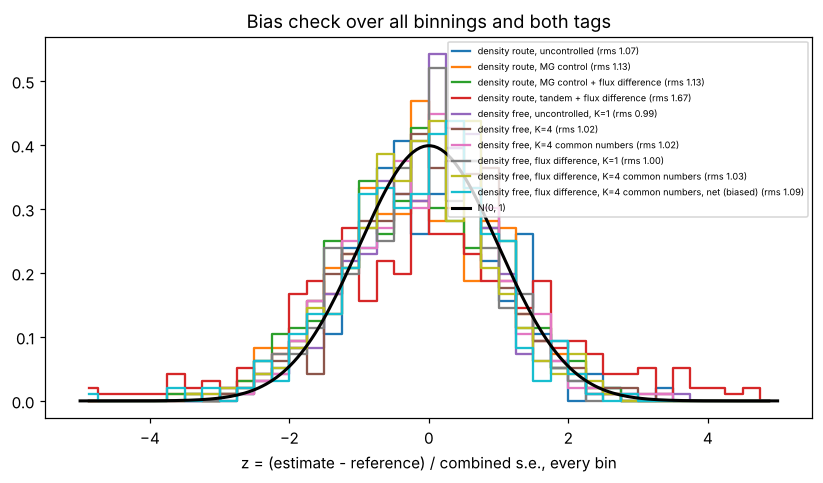 Bias check over all binnings and both tags
density route, uncontrolled (rms 1.07)
density route, MG control (rms 1.13)
density route, MG control + flux difference (rms 1.13)
density route, tandem + flux difference (rms 1.67)
density free, uncontrolled, K=1 (rms 0.99)
density free, K=4 (rms 1.02)
density free, K=4 common numbers (rms 1.02)
density free, flux difference, K=1 (rms 1.00)
density free, flux difference, K=4 common numbers (rms 1.03)
density free, flux difference, K=4 common numbers, net (biased) (rms 1.09)
N(0, 1)
0.5
0.4
0.3
0.2
0.1
0.0
−4 −2 0 2 4
z = (estimate - reference) / combined s.e., every bin